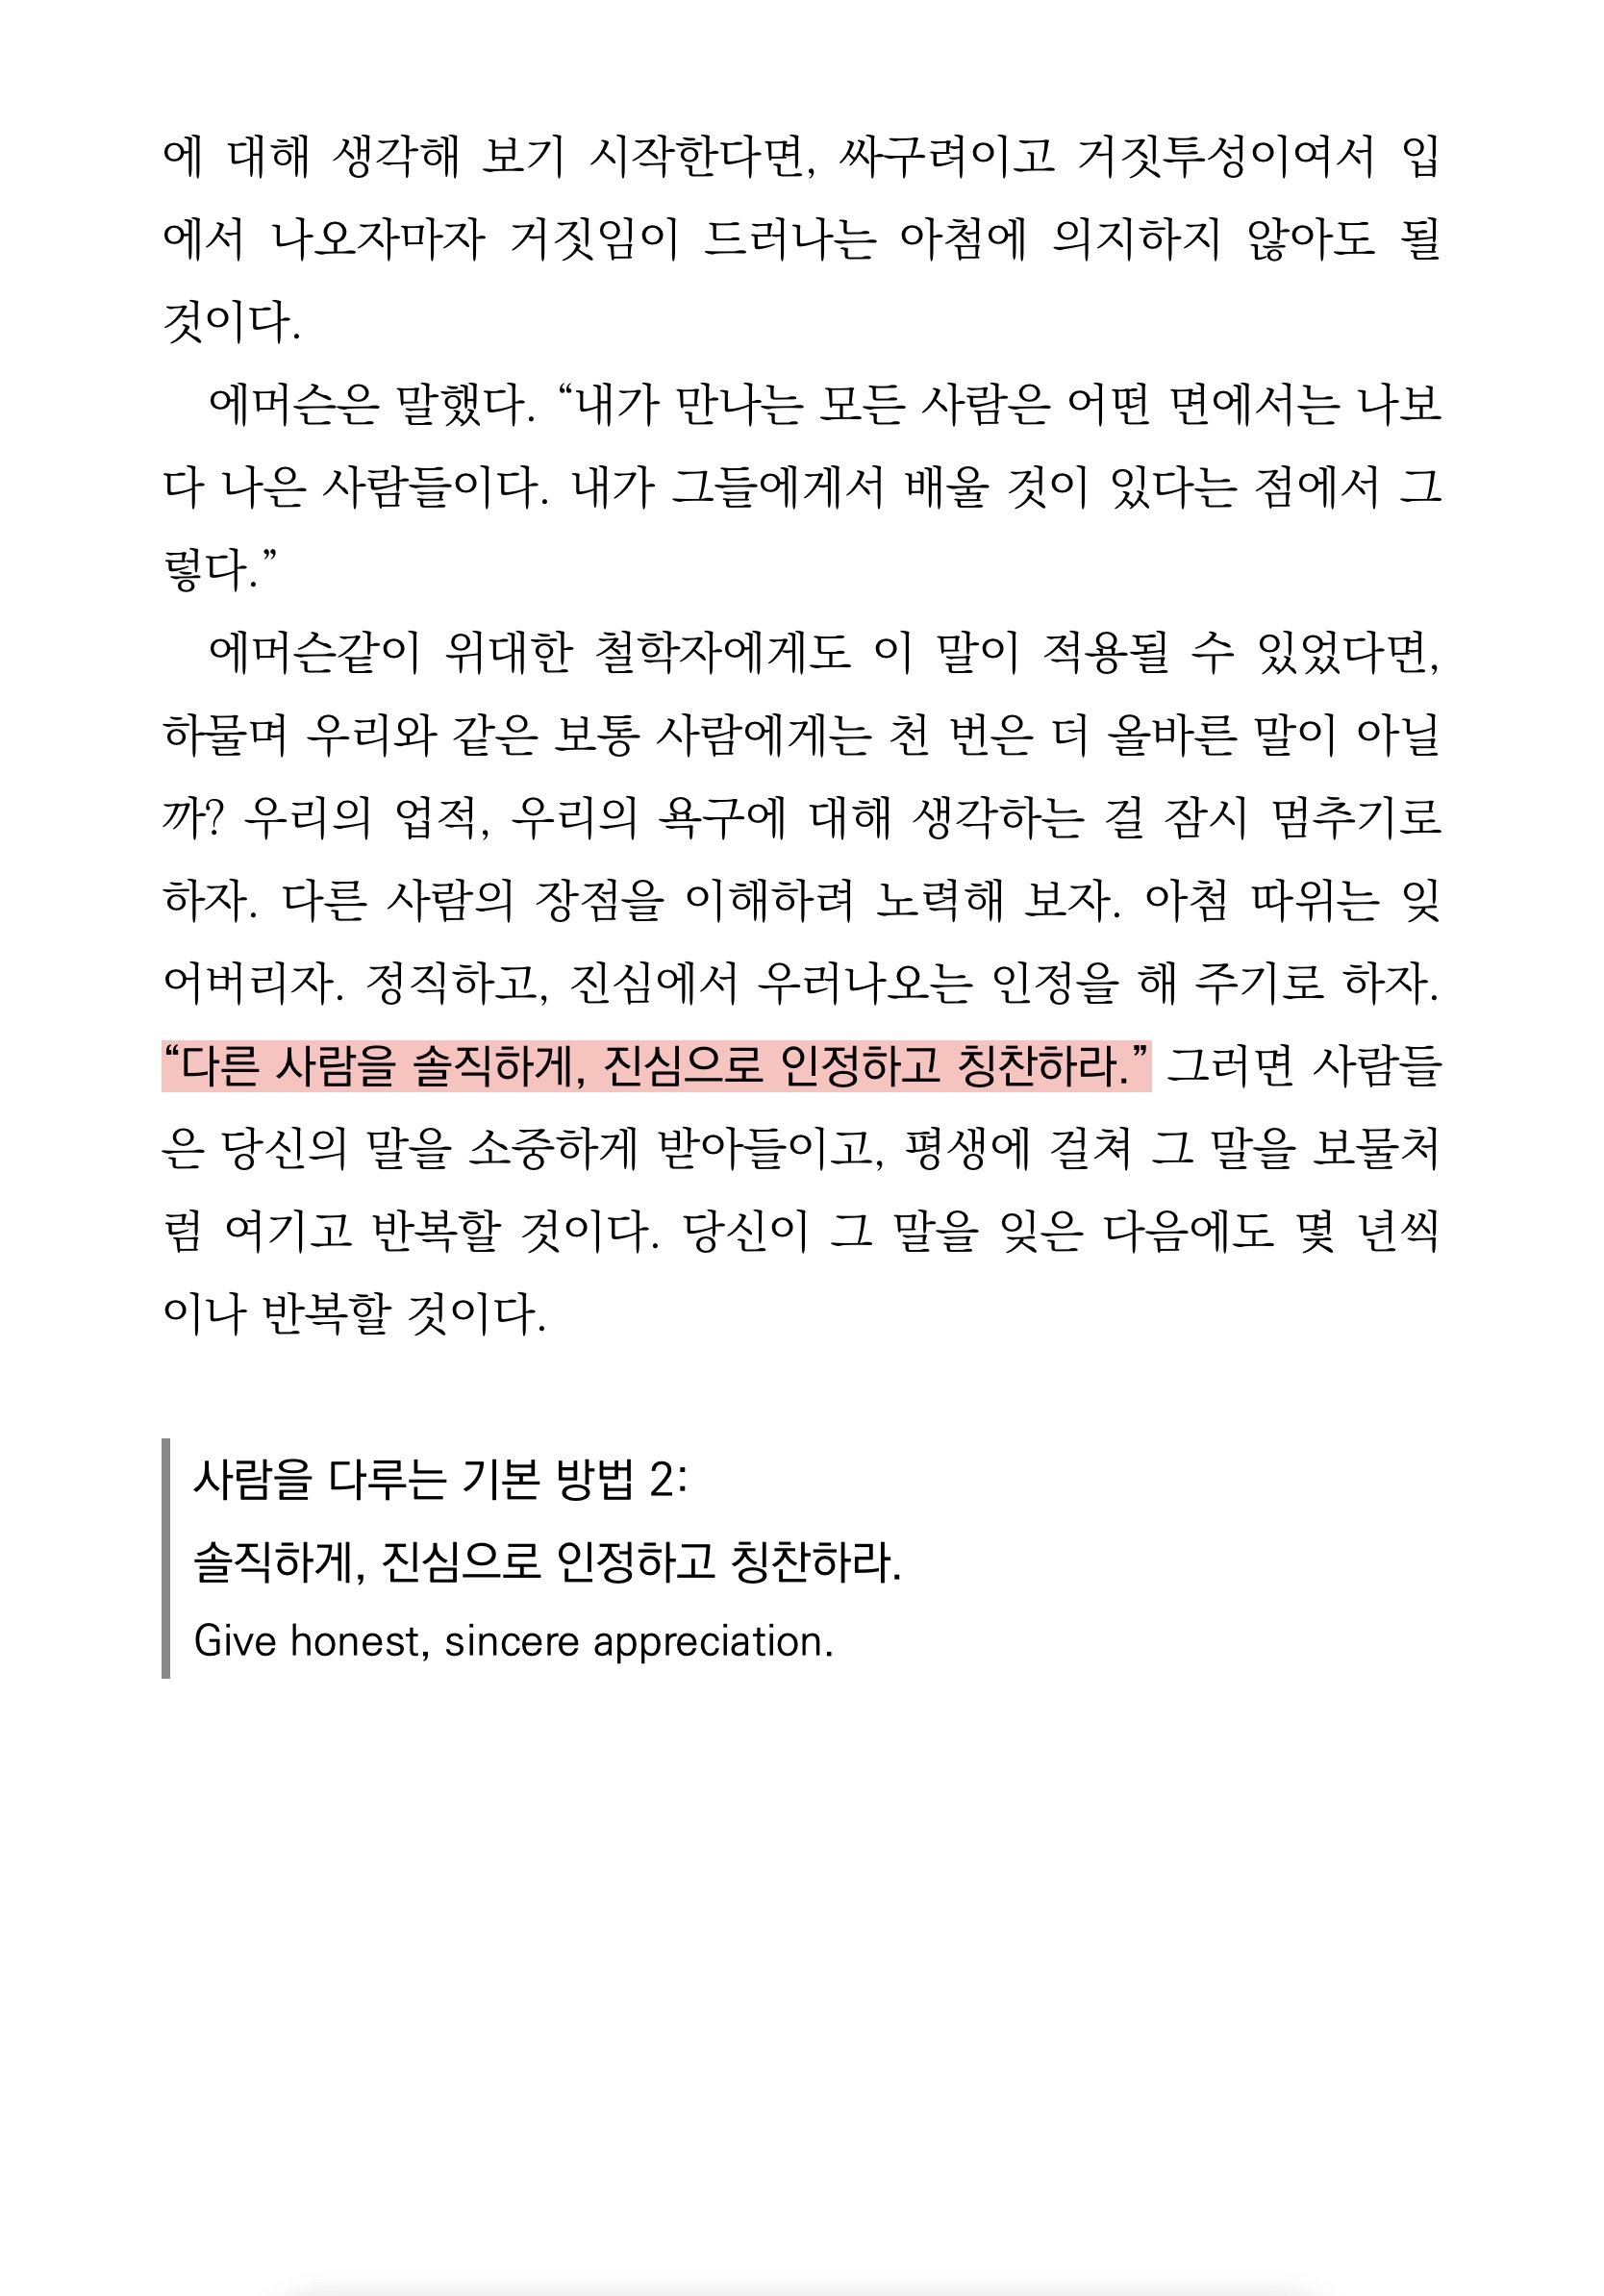 에 대해 생각해 보기 시작한다면, 싸구려이고 거짓투성이여서 입
에서 나오자마자 거짓임이 드러나는 아첨에 의지하지 않아도 될
것이다.
에머슨은 말했다. “내가 만나는 모든 사람은 어떤 면에서는 나보
다 나은 사람들이다. 내가 그들에게서 배울 것이 있다는 점에서 그
렇다.”
에머슨같이 위대한 철학자에게도 이 말이 적용될 수 있었다면,
하물며 우리와 같은 보통 사람에게는 천 번은 더 올바른 말이 아닐
까? 우리의 업적, 우리의 욕구에 대해 생각하는 걸 잠시 멈추기로
하자. 다른 사람의 장점을 이해하려 노력해 보자. 아첨 따위는 잊
어버리자. 정직하고, 진심에서 우러나오는 인정을 해 주기로 하자.
“다른 사람을 솔직하게, 진심으로 인정하고 칭찬하라.” 그러면 사람들
은 당신의 말을 소중하게 받아들이고, 평생에 걸쳐 그 말을 보물처
럼 여기고 반복할 것이다. 당신이 그 말을 잊은 다음에도 몇 년씩
이나 반복할 것이다.
사람을 다루는 기본 방법 2:
솔직하게, 진심으로 인정하고 칭찬하라.
Give honest, sincere appreciation.